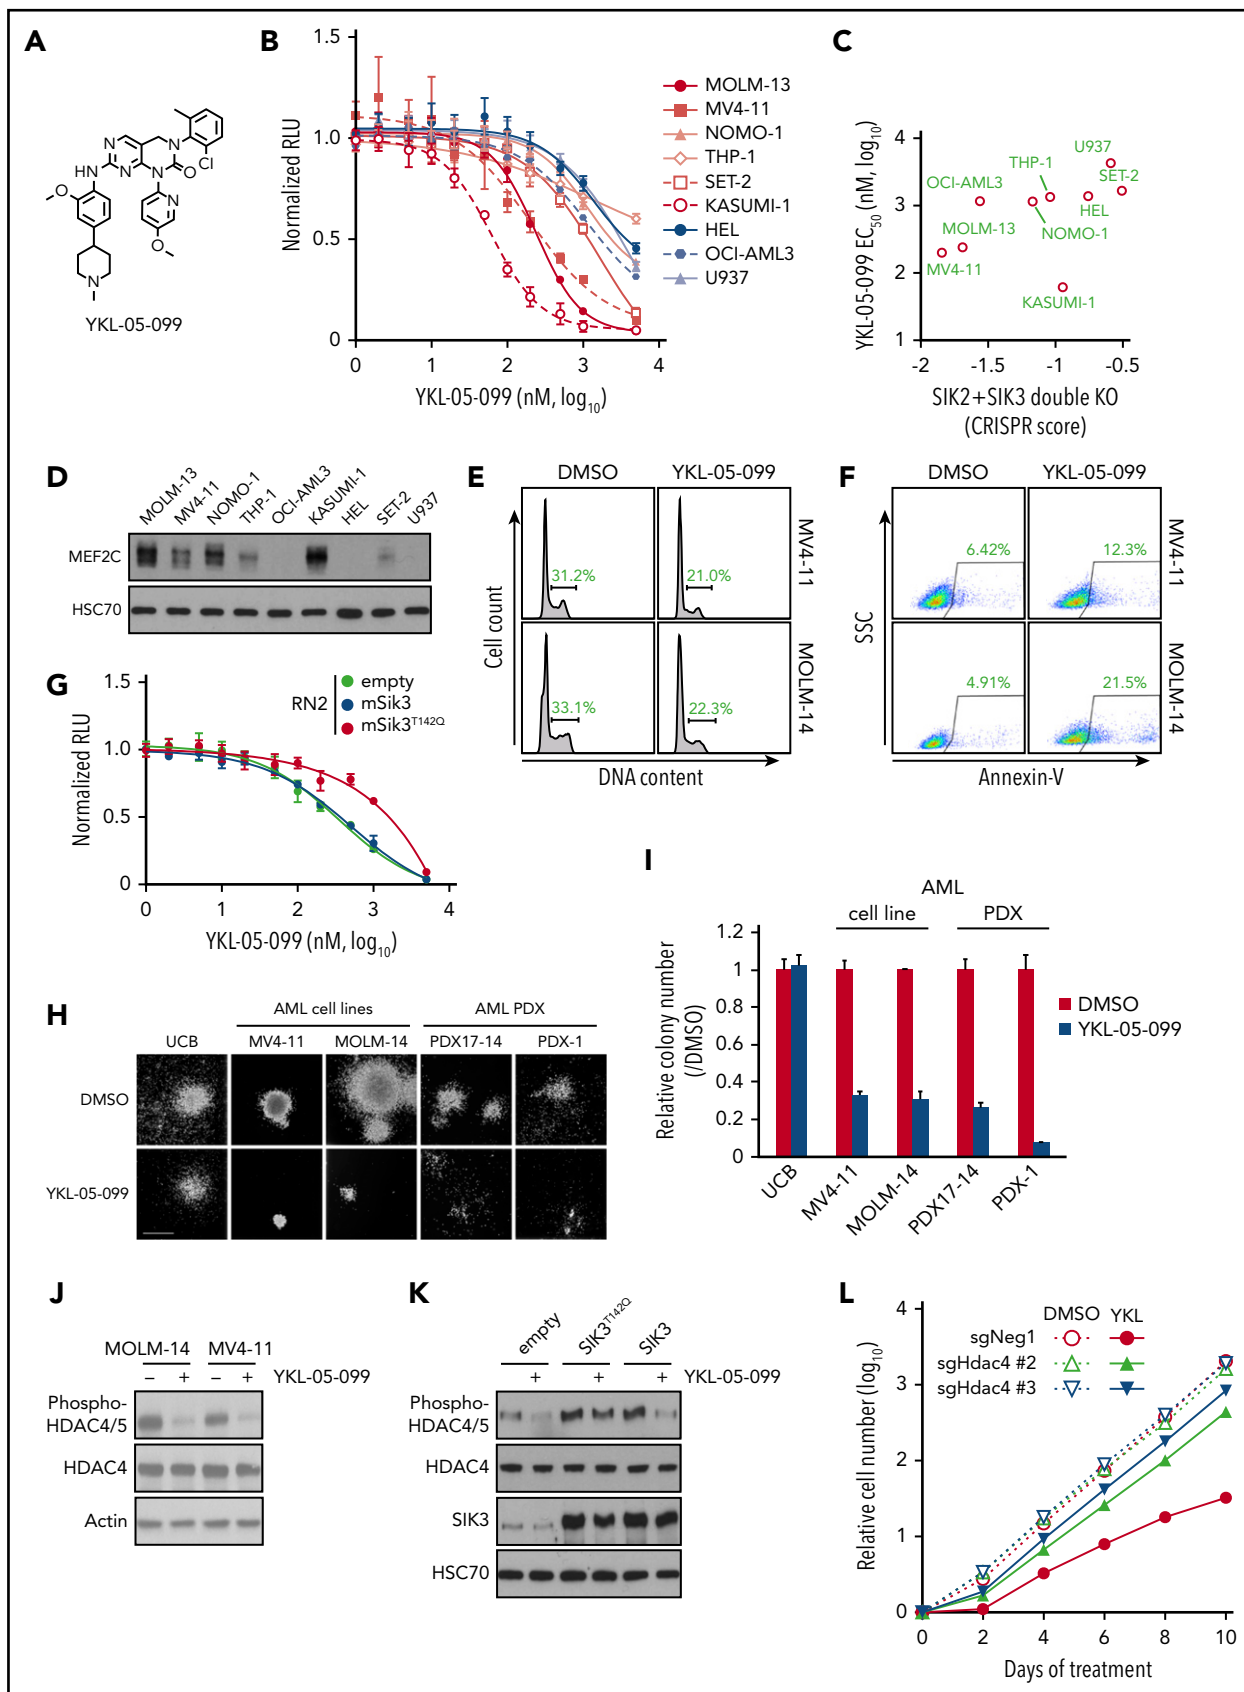 A
N
N
N
N
N
O
Cl
NH
O
N
O
N
YKL-05-099
B
1.5
1.0
0.5
0
0
1
2
3
4
Normalized RLU
YKL-05-099 (nM, log10)
MOLM-13
MV4-11
NOMO-1
THP-1
SET-2
KASUMI-1
HEL
OCI-AML3
U937
C
4
3
2
1
-2
-1.5
-1
-0.5
YKL-05-099 EC50 (nM, log10)
U937
THP-1
SET-2
OCI-AML3
HEL
MOLM-13
NOMO-1
MV4-11
KASUMI-1
SIK2+SIK3 double KO
(CRISPR score)
D
MOLM-13
MV4-11
NOMO-1
THP-1
OCI-AML3
KASUMI-1
HEL
SET-2
U937
MEF2C
HSC70
E
DMSO
YKL-05-099
31.2%
21.0%
MV4-11
33.1%
22.3%
MOLM-14
Cell count
DNA content
F
DMSO
YKL-05-099
6.42%
12.3%
MV4-11
4.91%
21.5%
MOLM-14
SSC
Annexin-V
G
1.5
1.0
0.5
0
0
1
2
3
4
Normalized RLU
YKL-05-099 (nM, log10)
RN2
empty
mSik3
mSik3T142Q
H
AML cell lines
AML PDX
UCB
MV4-11
MOLM-14
PDX17-14
PDX-1
DMSO
YKL-05-099
I
AML
cell line
PDX
1.2
1
0.8
0.6
0.4
0.2
0
Relative colony number
(/DMSO)
DMSO
YKL-05-099
UCB
MV4-11
MOLM-14
PDX17-14
PDX-1
J
MOLM-14
MV4-11
– + – + YKL-05-099
Phospho-
HDAC4/5
HDAC4
Actin
K
empty
SIK3T142Q
SIK3
+ + + YKL-05-099
Phospho-
HDAC4/5
HDAC4
SIK3
HSC70
L
DMSO YKL
sgNeg1
sgHdac4 #2
sgHdac4 #3
4
3
2
1
0
0
2
4
6
8
10
Relative cell number (log10)
Days of treatment